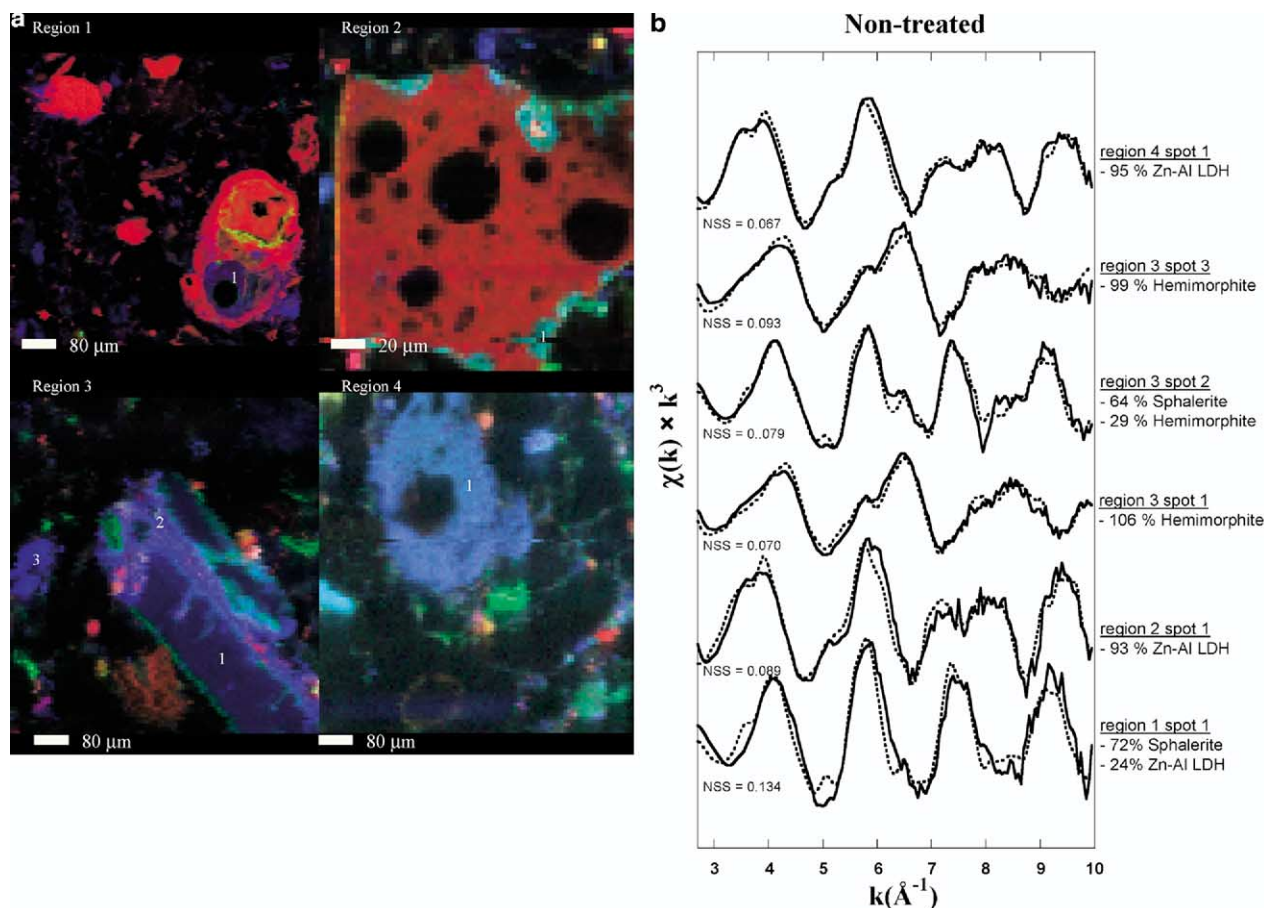 a
Region 1
Region 2
1
1
80 µm
20 µm
Region 3
Region 4
1
2
3
1
80 µm
80 µm
b
Non-treated
χ(k) × k³
NSS = 0.067
region 4 spot 1
- 95 % Zn-Al LDH
NSS = 0.093
region 3 spot 3
- 99 % Hemimorphite
NSS = 0.079
region 3 spot 2
- 64 % Sphalerite
- 29 % Hemimorphite
NSS = 0.070
region 3 spot 1
- 106 % Hemimorphite
NSS = 0.089
region 2 spot 1
- 93 % Zn-Al LDH
NSS = 0.134
region 1 spot 1
- 72% Sphalerite
- 24% Zn-Al LDH
3 4 5 6 7 8 9 10
k(Å⁻¹)